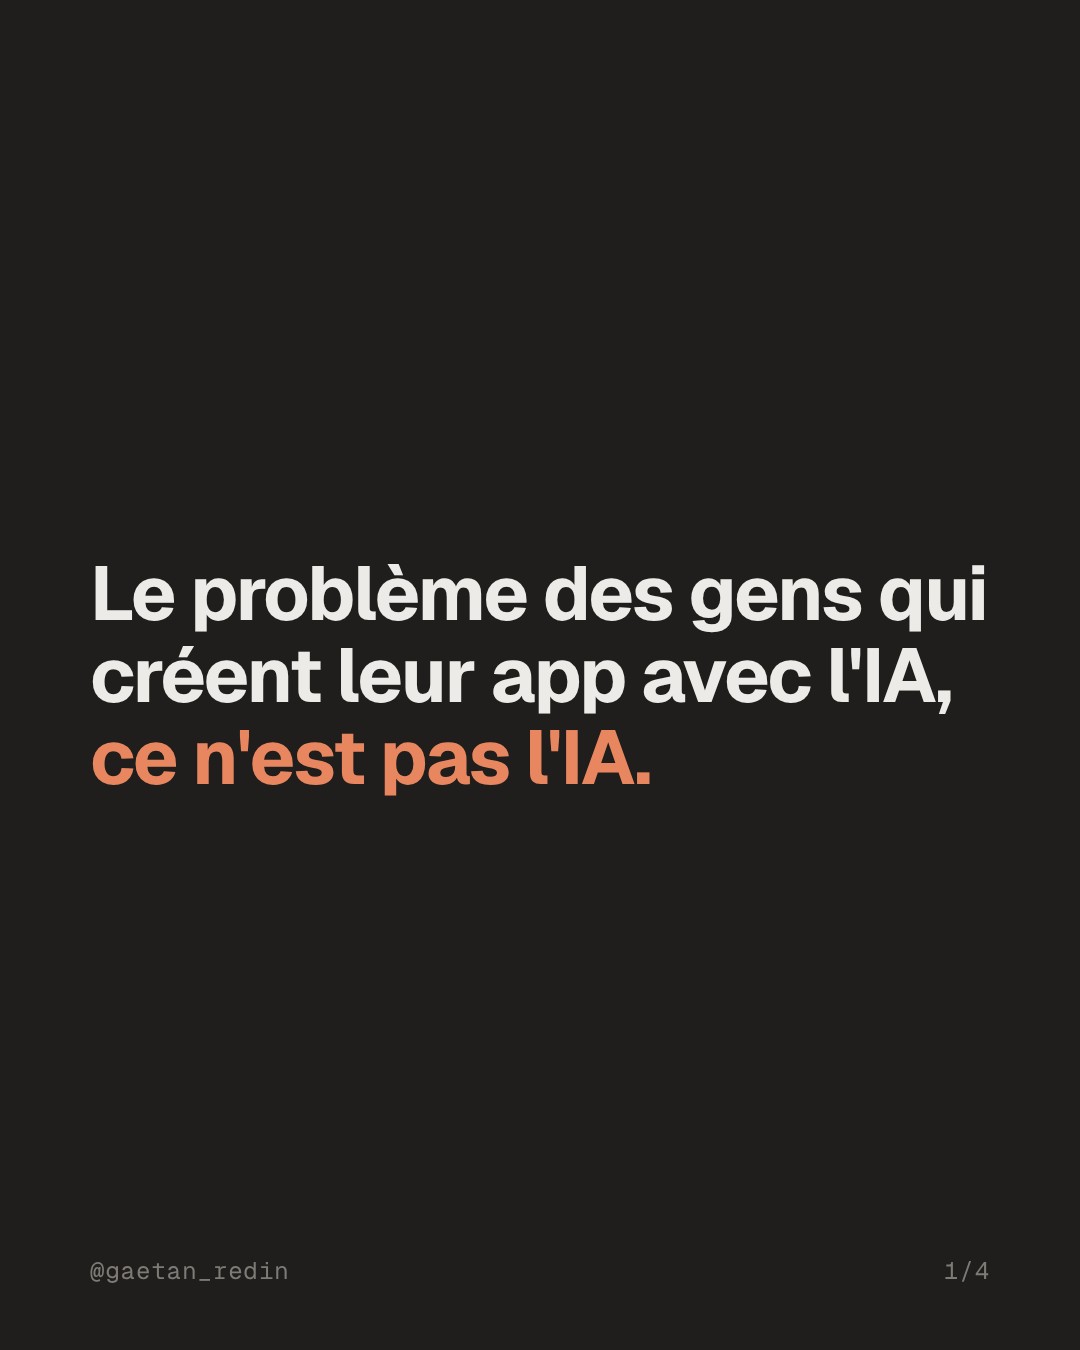 Le problème des gens qui
créent leur app avec l'IA,
ce n'est pas l'IA.
@gaetan_redin
1/4